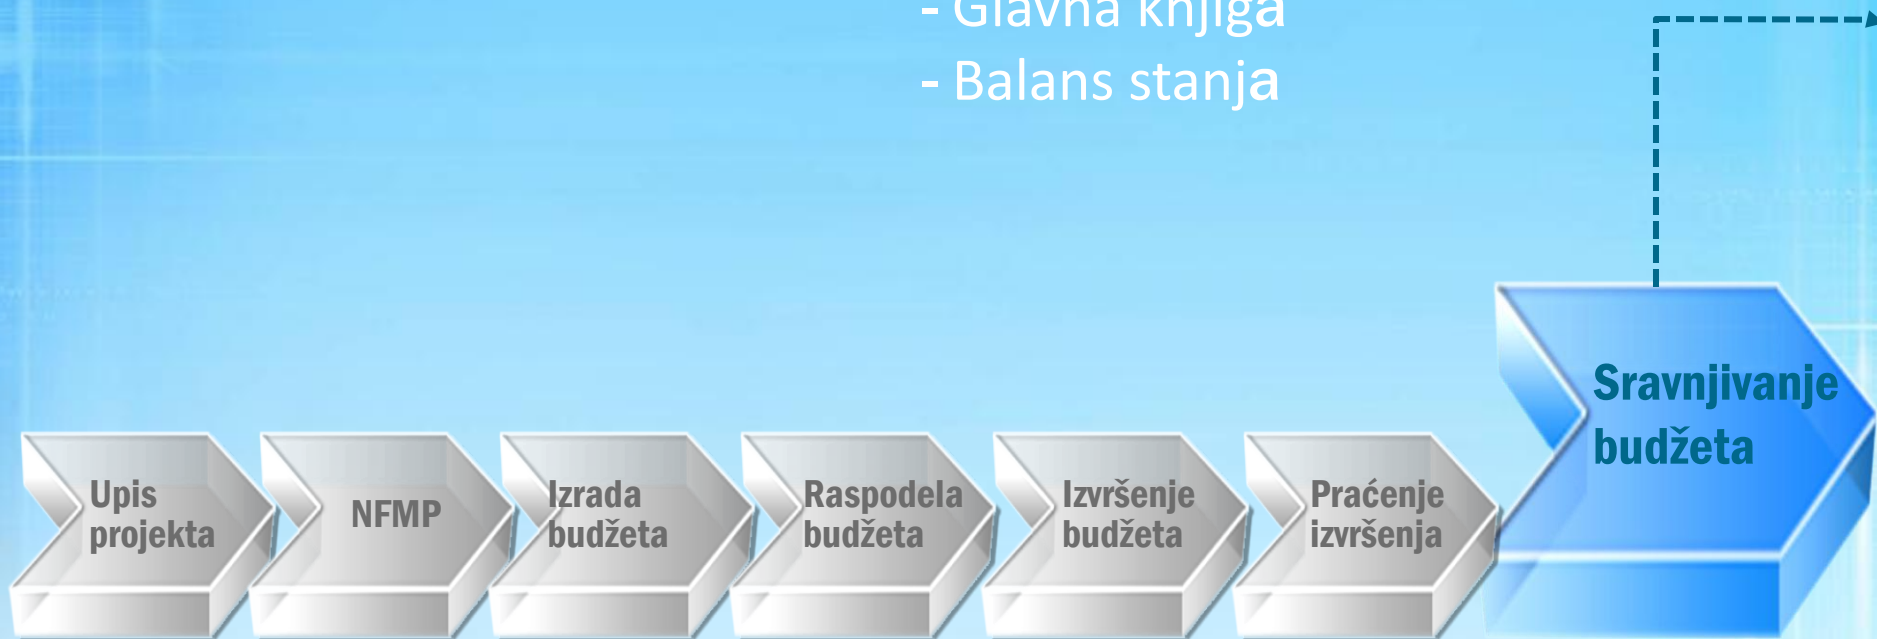 - Glavna knjiga
- Balans stanja
Upis
projekta
NFMP
Izrada
budžeta
Raspodela
budžeta
Izvršenje
budžeta
Praćenje
izvršenja
Sravnjivanje
budžeta